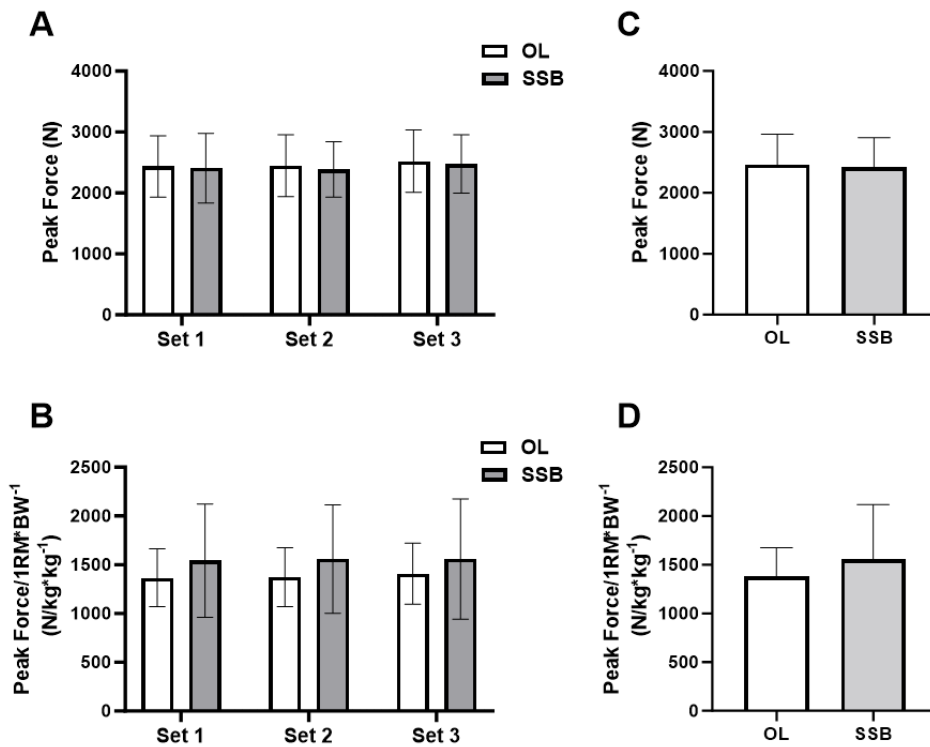 A
OL
SSB
Peak Force (N)
4000
3000
2000
1000
0
Set 1
Set 2
Set 3
C
Peak Force (N)
4000
3000
2000
1000
0
OL
SSB
B
OL
SSB
Peak Force/1RM*BW⁻¹
(N/kg*kg⁻¹)
2500
2000
1500
1000
500
0
Set 1
Set 2
Set 3
D
Peak Force/1RM*BW⁻¹
(N/kg*kg⁻¹)
2500
2000
1500
1000
500
0
OL
SSB